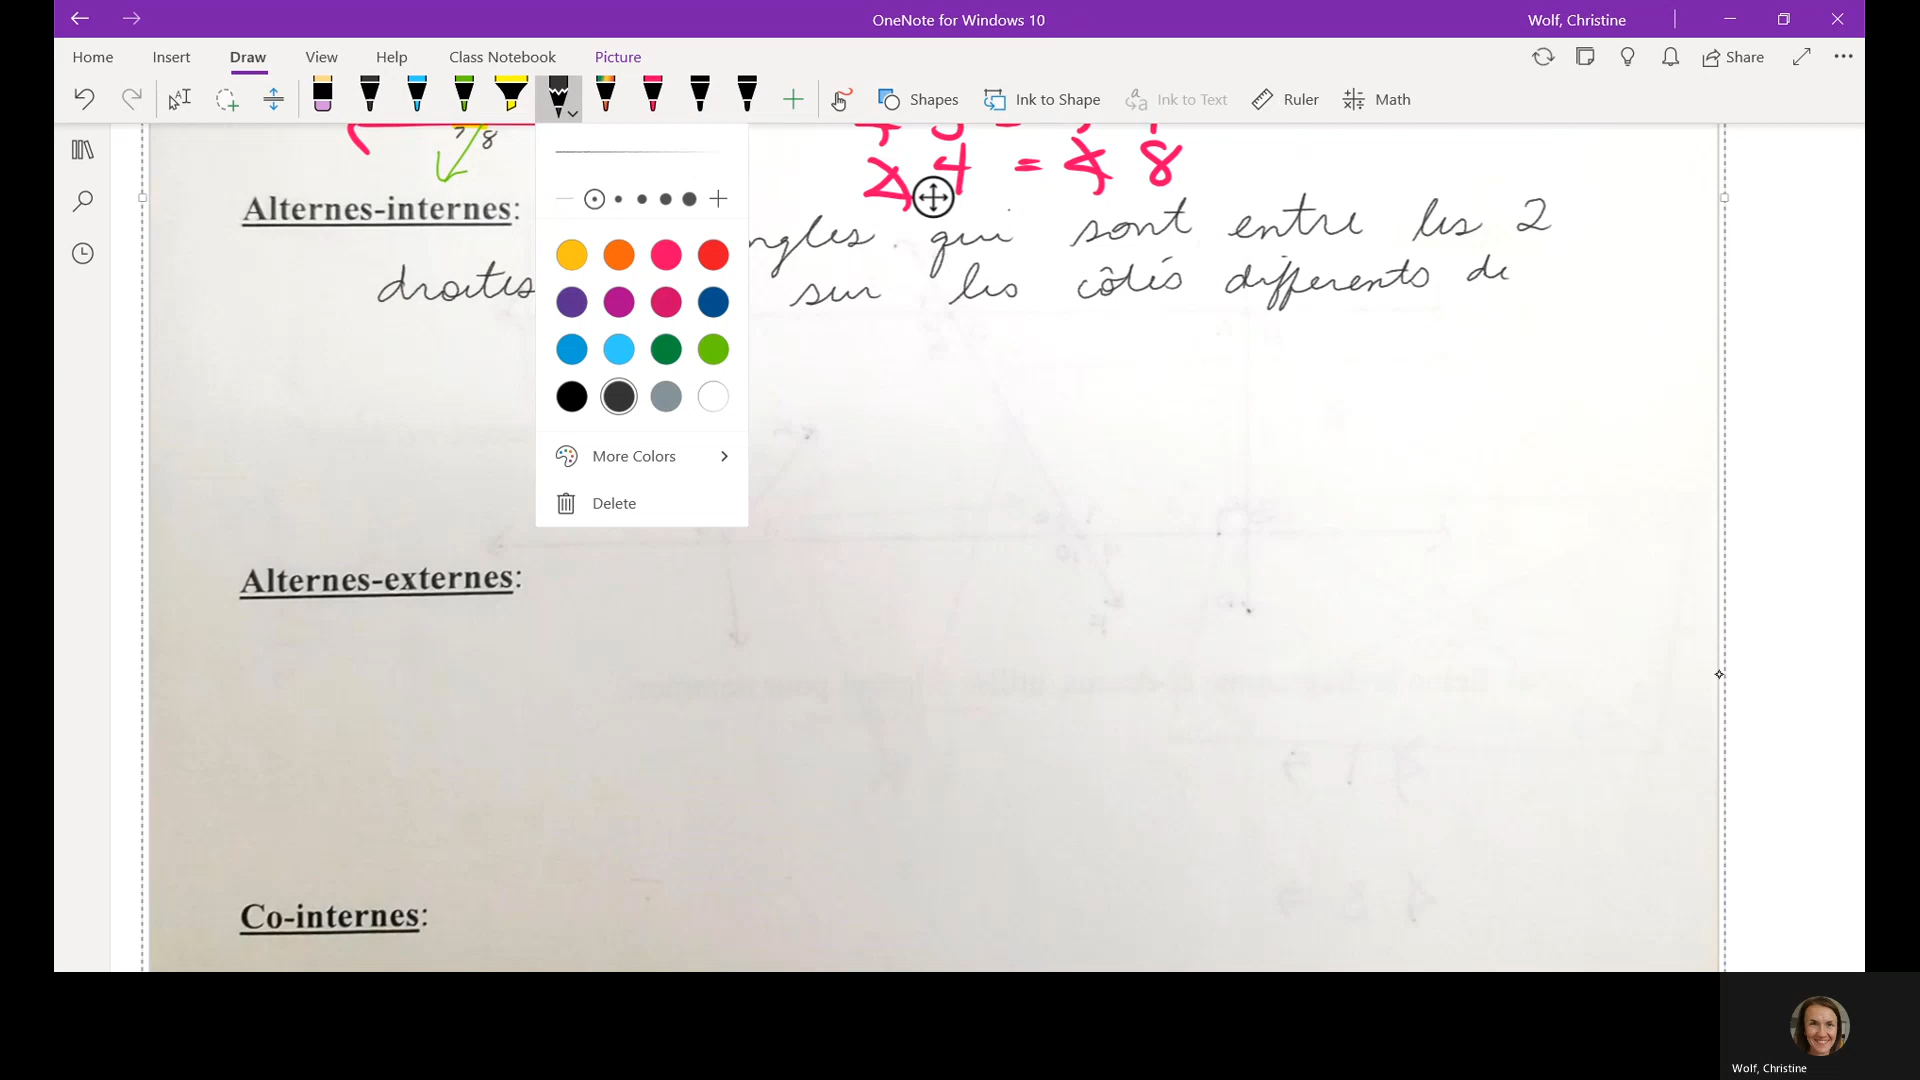 OneNote for Windows 10
Wolf, Christine
Home Insert Draw View Help Class Notebook Picture
Share
Shapes
Ink to Shape
Ink to Text
Ruler
Math
7 8
∡ 4 = ∡ 8
Alternes-internes:
ngles qui sont entre les 2
droites sur les côtés differents de
More Colors
Delete
Alternes-externes:
Co-internes:
Wolf, Christine